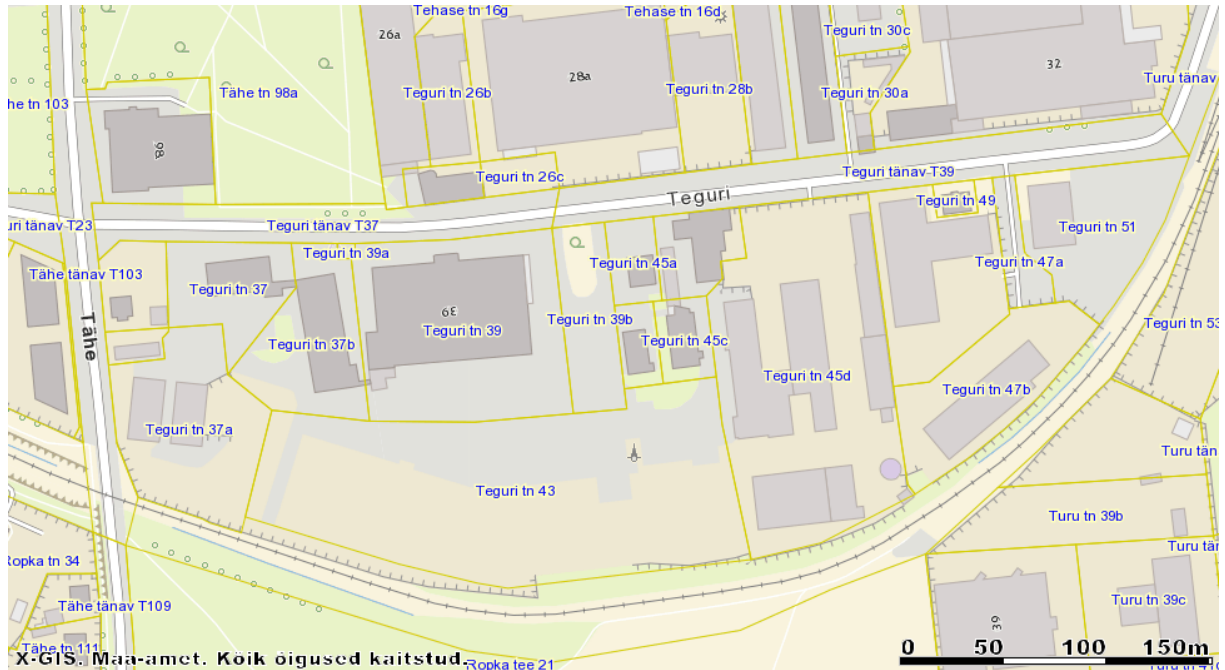 Tehase tn 16g
Tehase tn 16d
26a
Teguri tn 30c
28a
32
Turu tänav
Teguri tn 26b
Teguri tn 28b
Teguri tn 30a
Tähe tn 98a
he tn 103
98
Teguri tn 26c
Teguri tänav T39
Teguri
Teguri tn 49
uri tänav T23
Teguri tänav T37
Teguri tn 51
Teguri tn 39a
Teguri tn 45a
Teguri tn 47a
Tähe tänav T103
Teguri tn 37
39
Teguri tn 39b
Teguri tn 53
Teguri tn 39
Tähe
Teguri tn 37b
Teguri tn 45c
Teguri tn 45d
Teguri tn 47b
Teguri tn 37a
Turu tän
Teguri tn 43
Turu tn 39b
Turu tän
Ropka tn 34
Tähe tänav T109
Turu tn 39c
39
Tähe tn 111
0 50 100 150m
X-GIS. Maa-amet. Kõik õigused kaitstud.
Ropka tee 21